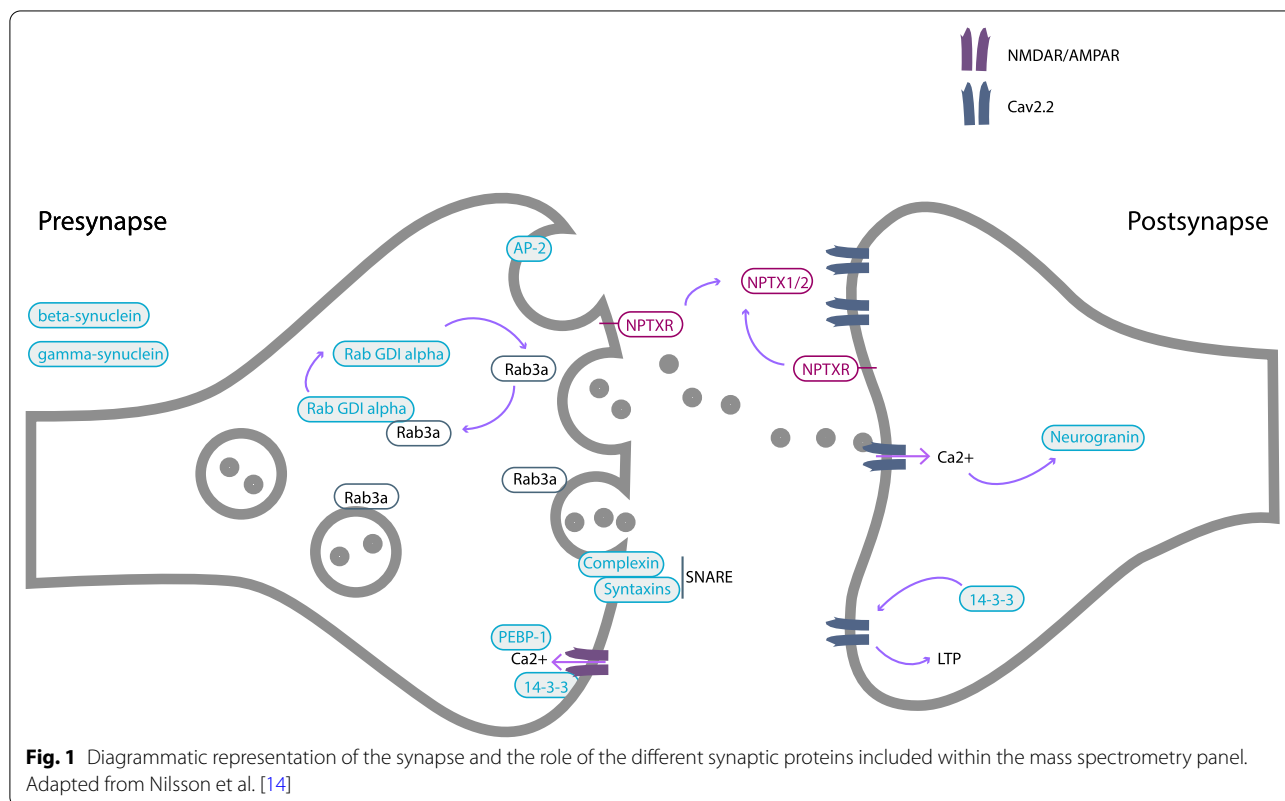 NMDAR/AMPAR
Cav2.2
Presynapse
Postsynapse
AP-2
NPTX1/2
beta-synuclein
NPTXR
gamma-synuclein
Rab GDI alpha
Rab3a
NPTXR
Rab GDI alpha
Rab3a
Neurogranin
Ca2+
Rab3a
Rab3a
Complexin
SNARE
Syntaxins
14-3-3
PEBP-1
Ca2+
LTP
14-3-3
Fig. 1 Diagrammatic representation of the synapse and the role of the different synaptic proteins included within the mass spectrometry panel.
Adapted from Nilsson et al. [14]